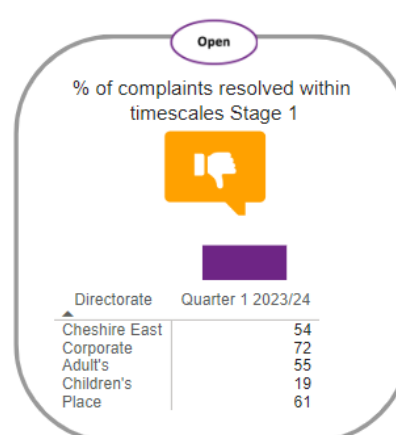 Open
% of complaints resolved within
timescales Stage 1
Directorate Quarter 1 2023/24
Cheshire East 54
Corporate 72
Adult's 55
Children's 19
Place 61